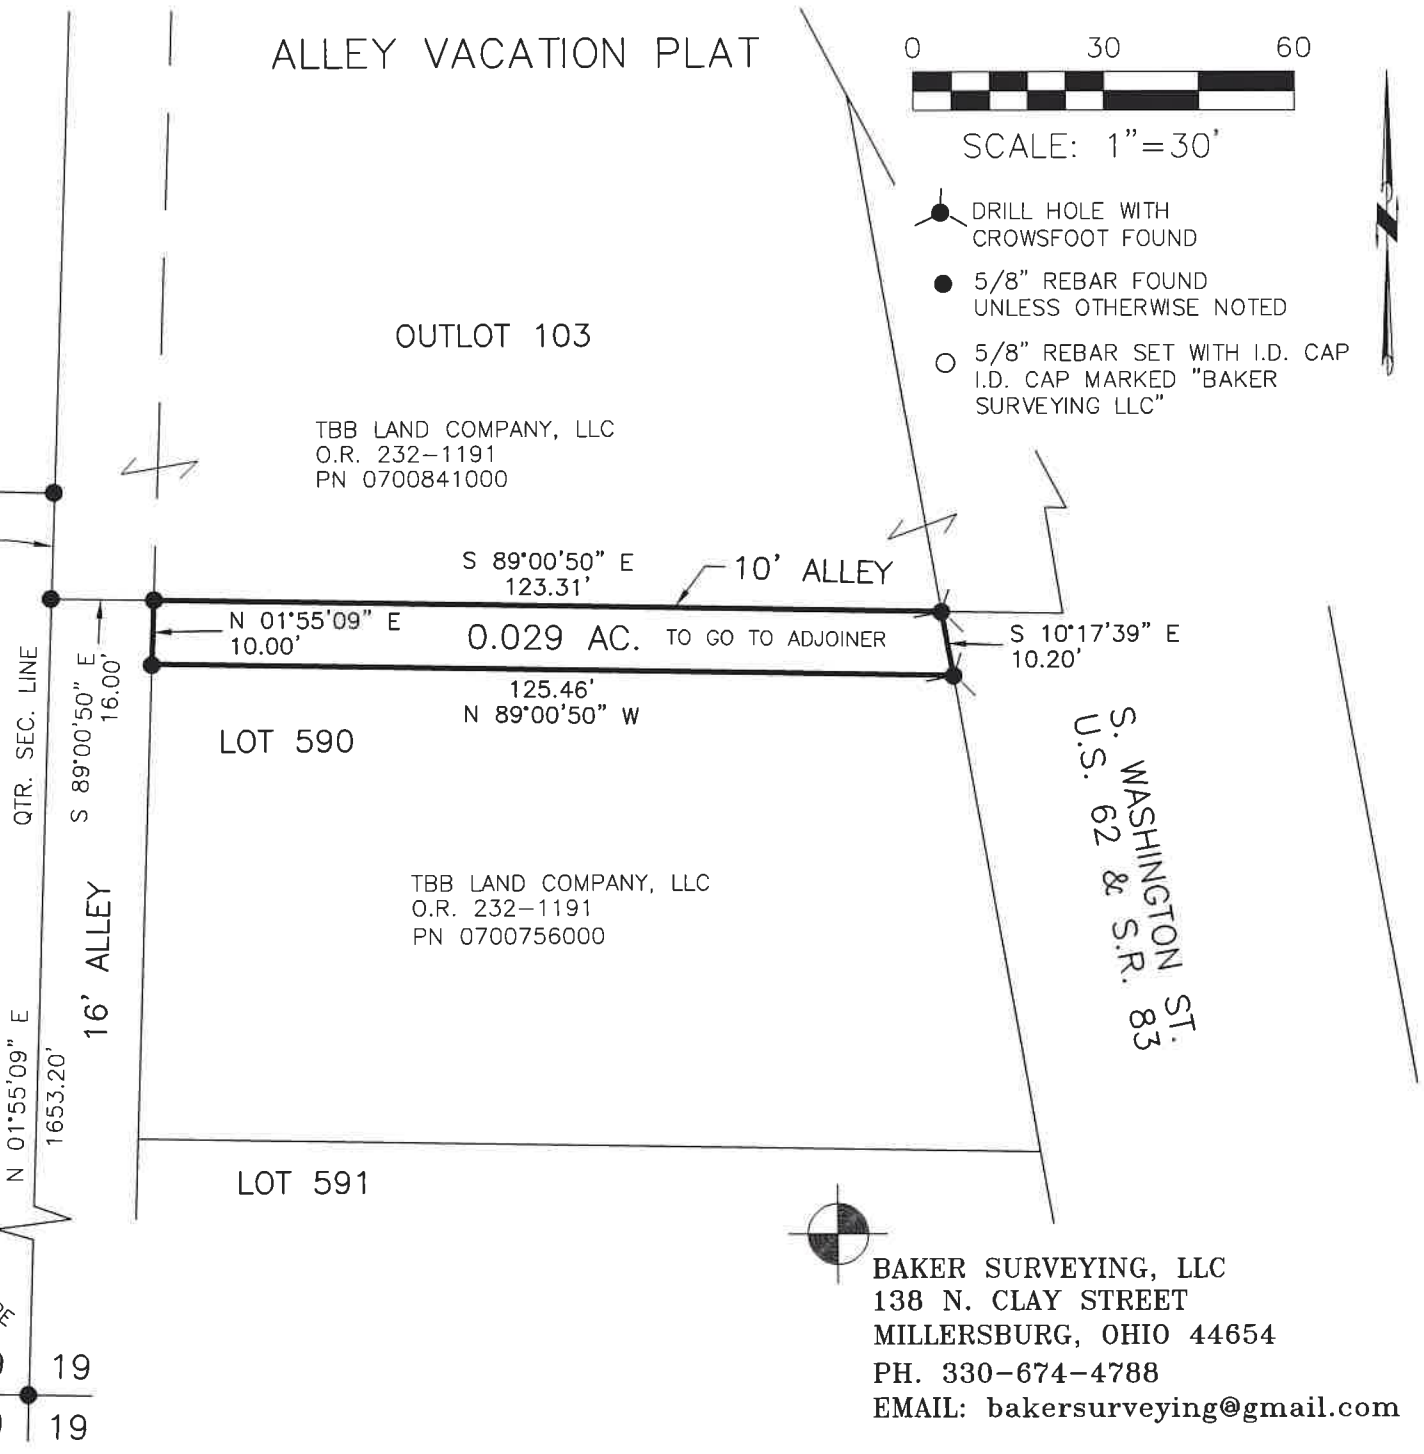 ALLEY VACATION PLAT
0 30 60
SCALE: 1"=30'
DRILL HOLE WITH
CROWSFOOT FOUND
5/8" REBAR FOUND
UNLESS OTHERWISE NOTED
5/8" REBAR SET WITH I.D. CAP
I.D. CAP MARKED "BAKER
SURVEYING LLC"
N
OUTLOT 103
TBB LAND COMPANY, LLC
O.R. 232-1191
PN 0700841000
S 89°00'50" E
123.31'
10' ALLEY
N 01°55'09" E
10.00'
0.029 AC. TO GO TO ADJOINER
S 10°17'39" E
10.20'
125.46'
N 89°00'50" W
QTR. SEC. LINE
S 89°00'50" E
16.00'
LOT 590
S. WASHINGTON ST.
U.S. 62 & S.R. 83
TBB LAND COMPANY, LLC
O.R. 232-1191
PN 0700756000
16' ALLEY
N 01°55'09" E
1653.20'
LOT 591
19
19
BAKER SURVEYING, LLC
138 N. CLAY STREET
MILLERSBURG, OHIO 44654
PH. 330-674-4788
EMAIL: bakersurveying@gmail.com